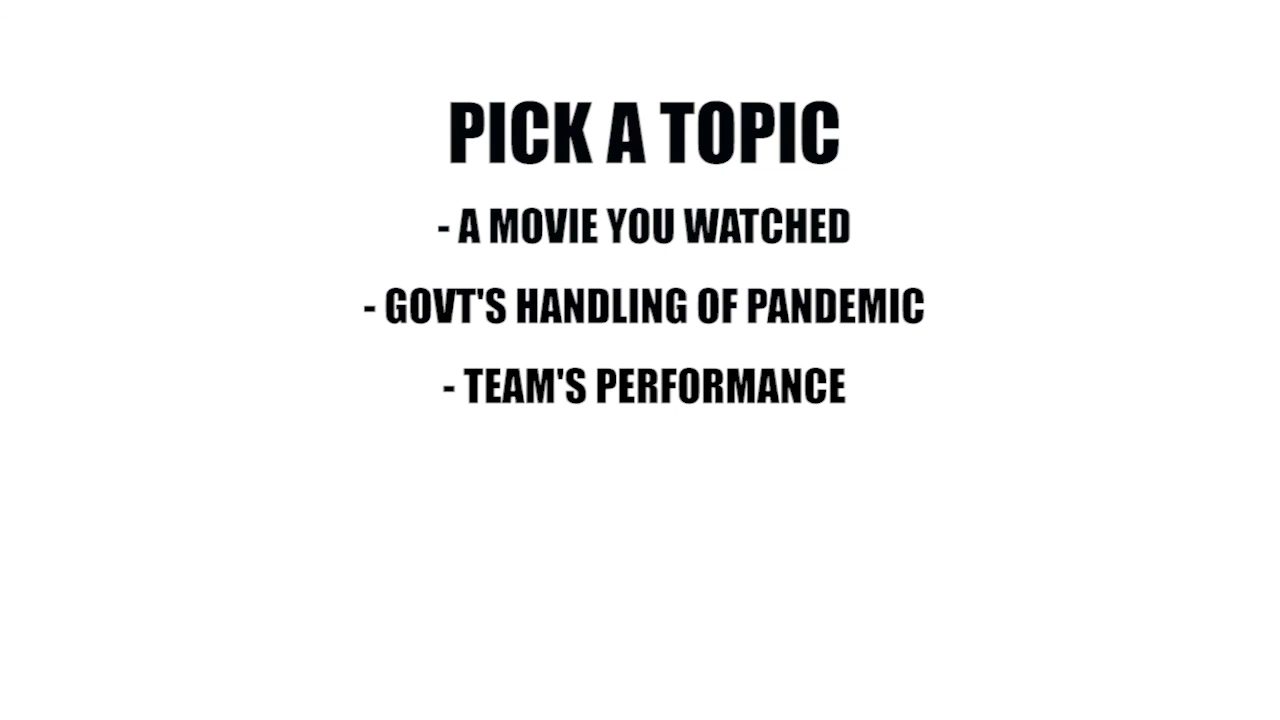 PICK A TOPIC
- A MOVIE YOU WATCHED
- GOVT'S HANDLING OF PANDEMIC
- TEAM'S PERFORMANCE